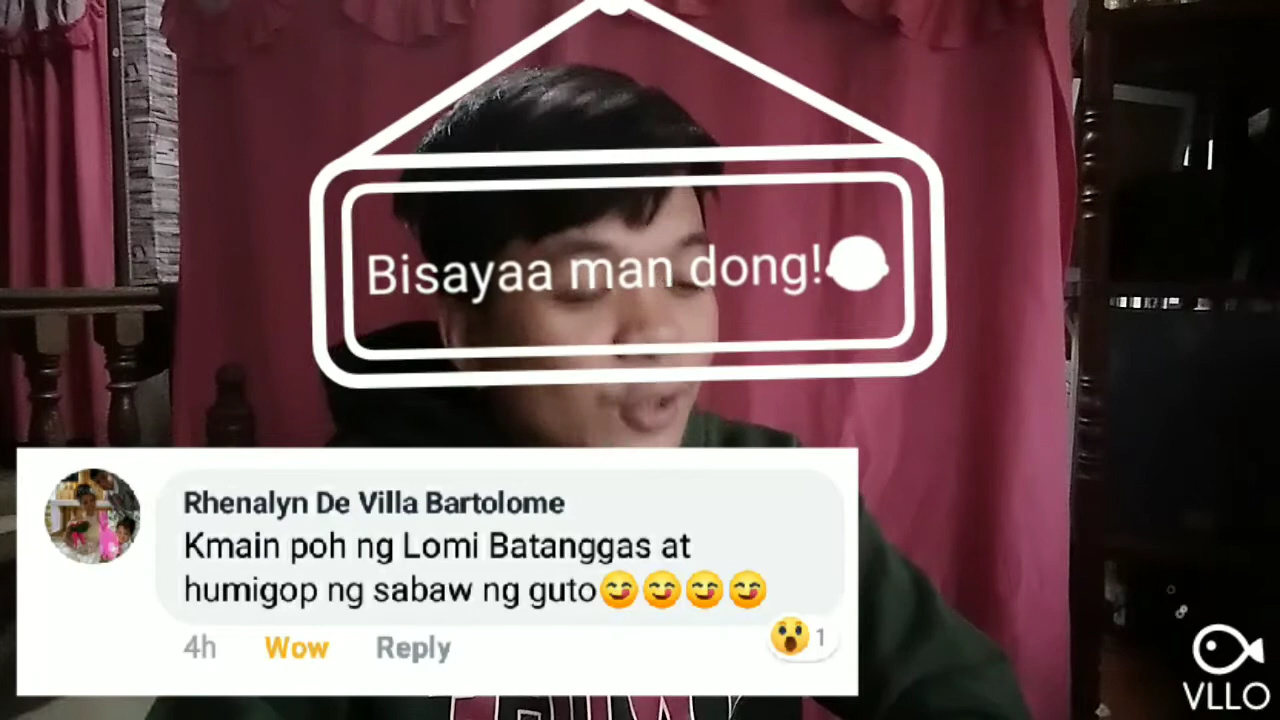 Bisayaa man dong!
Rhenalyn De Villa Bartolome
Kmain poh ng Lomi Batanggas at
humigop ng sabaw ng guto😋😋😋😋
4h Wow Reply 😮 1
VLLO